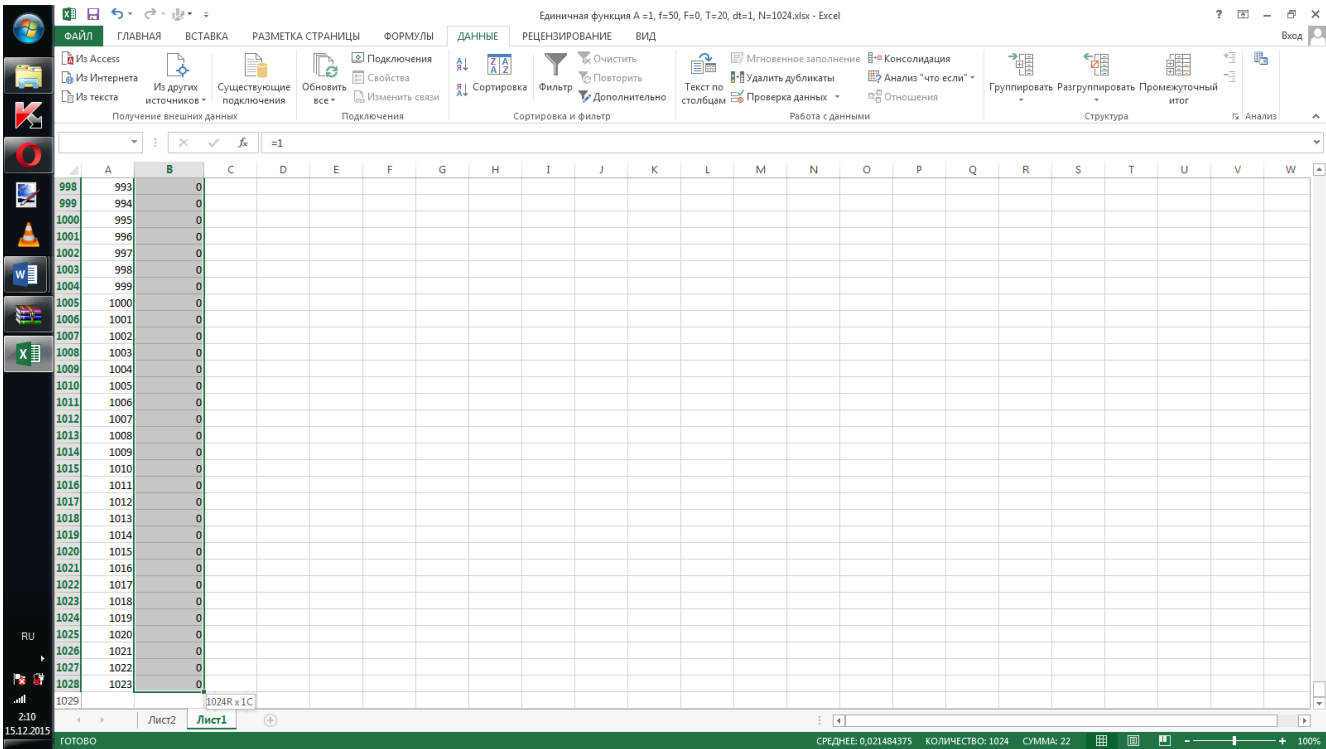 Единичная функция A =1, f=50, F=0, T=20, dt=1, N=1024.xlsx - Excel
ФАЙЛ ГЛАВНАЯ ВСТАВКА РАЗМЕТКА СТРАНИЦЫ ФОРМУЛЫ ДАННЫЕ РЕЦЕНЗИРОВАНИЕ ВИД Вход
Из Access
Из Интернета
Из текста
Из других источников
Существующие подключения
Получение внешних данных
Обновить все
Подключения
Свойства
Изменить связи
Подключения
Сортировка
Фильтр
Очистить
Повторить
Дополнительно
Сортировка и фильтр
Текст по столбцам
Мгновенное заполнение
Удалить дубликаты
Проверка данных
Консолидация
Анализ "что если"
Отношения
Работа с данными
Группировать
Разгруппировать
Промежуточный итог
Структура
Анализ
fx =1
A B C D E F G H I J K L M N O P Q R S T U V W
998 993 0
999 994 0
1000 995 0
1001 996 0
1002 997 0
1003 998 0
1004 999 0
1005 1000 0
1006 1001 0
1007 1002 0
1008 1003 0
1009 1004 0
1010 1005 0
1011 1006 0
1012 1007 0
1013 1008 0
1014 1009 0
1015 1010 0
1016 1011 0
1017 1012 0
1018 1013 0
1019 1014 0
1020 1015 0
1021 1016 0
1022 1017 0
1023 1018 0
1024 1019 0
1025 1020 0
1026 1021 0
1027 1022 0
1028 1023 0
1029
1024R x 1C
Лист2 Лист1
ГОТОВО СРЕДНЕЕ: 0,021484375 КОЛИЧЕСТВО: 1024 СУММА: 22 100%
RU
2:10
15.12.2015